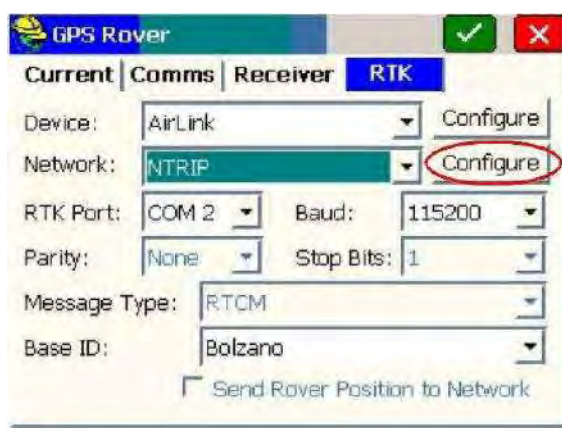 GPS Rover
Current Comms Receiver RTK
Device: AirLink Configure
Network: NTRIP Configure
RTK Port: COM 2 Baud: 115200
Parity: None Stop Bits: 1
Message Type: RTCM
Base ID: Bolzano
Send Rover Position to Network